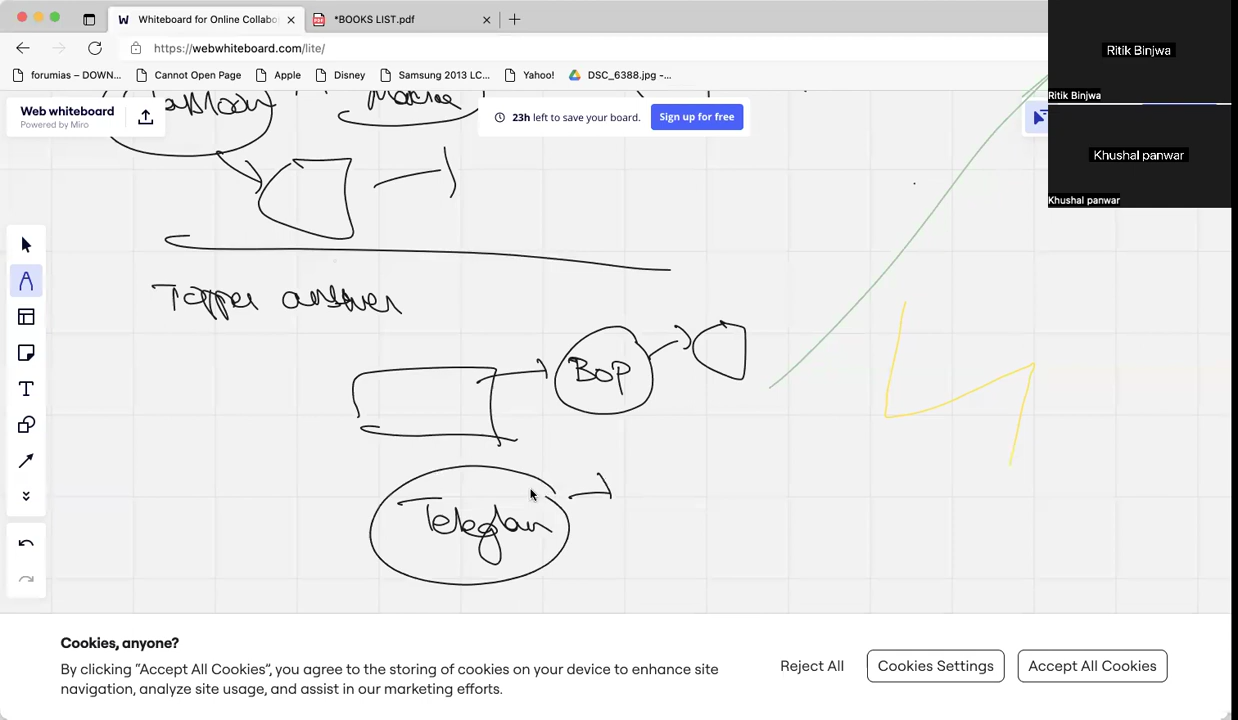 Whiteboard for Online Collabo
*BOOKS LIST.pdf
https://webwhiteboard.com/lite/
forumias – DOWN...
Cannot Open Page
Apple
Disney
Samsung 2013 LC...
Yahoo!
DSC_6388.jpg -...
Ritik Binjwa
Ritik Binjwa
Khushal panwar
Khushal panwar
Web whiteboard
Powered by Miro
23h left to save your board.
Sign up for free
Topper answer
BOP
Telegram
Cookies, anyone?
By clicking “Accept All Cookies”, you agree to the storing of cookies on your device to enhance site
navigation, analyze site usage, and assist in our marketing efforts.
Reject All
Cookies Settings
Accept All Cookies